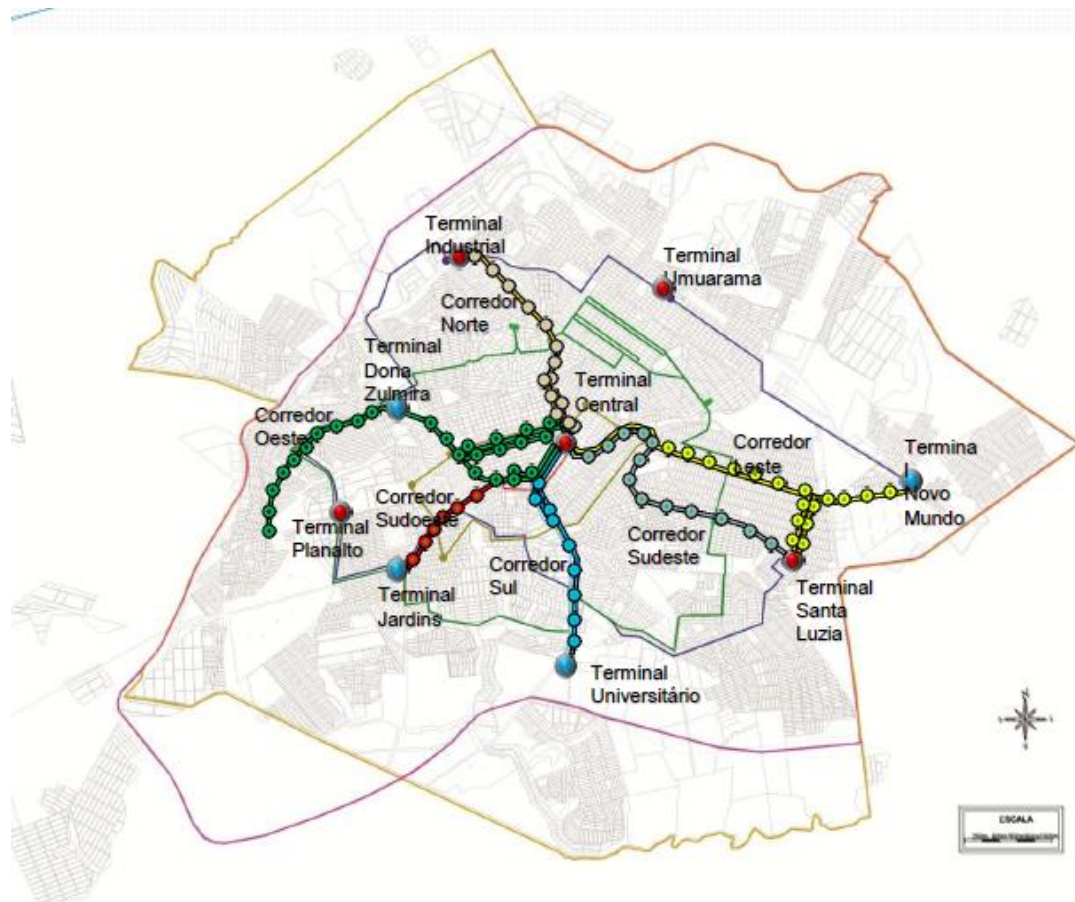 Terminal
Industrial
Terminal
Umuarama
Corredor
Norte
Terminal
Dona
Zulmira
Terminal
Central
Corredor
Oeste
Corredor
Leste
Termina
l
Novo
Mundo
Corredor
Sudoeste
Terminal
Planalto
Corredor
Sudeste
Corredor
Sul
Terminal
Jardins
Terminal
Santa
Luzia
Terminal
Universitário
ESCALA